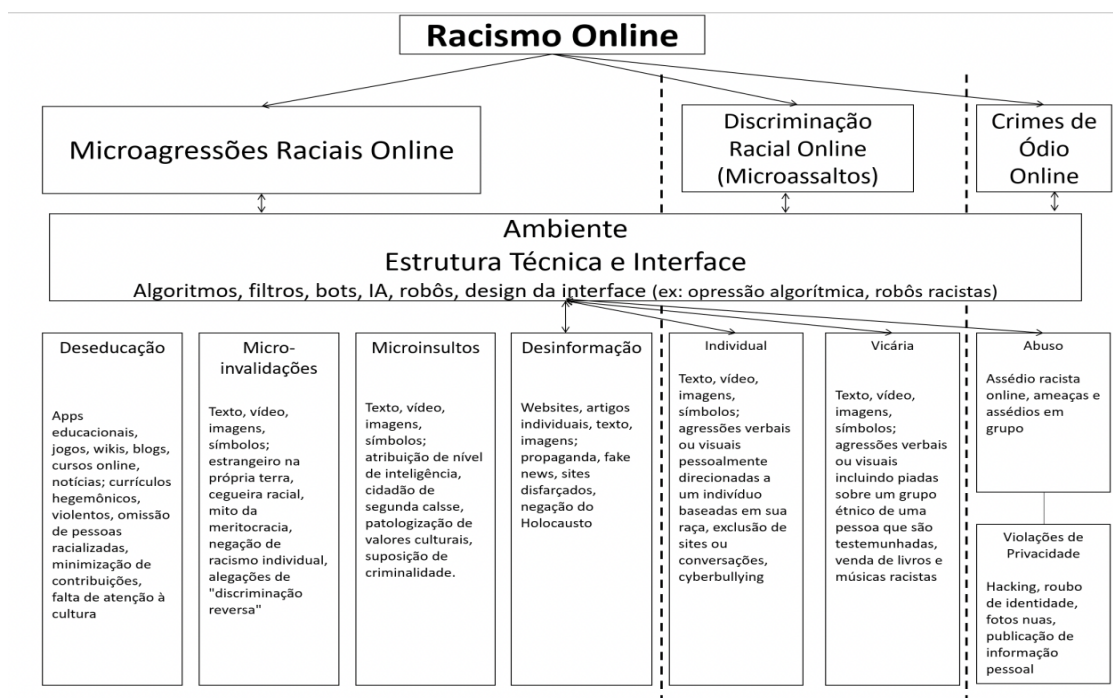 Racismo Online
Microagressões Raciais Online
Discriminação
Racial Online
(Microassaltos)
Crimes de
Ódio
Online
Ambiente
Estrutura Técnica e Interface
Algoritmos, filtros, bots, IA, robôs, design da interface (ex: opressão algorítmica, robôs racistas)
Deseducação
Apps
educacionais,
jogos, wikis, blogs,
cursos online,
notícias; currículos
hegemônicos,
violentos, omissão
de pessoas
racializadas,
minimização de
contribuições,
falta de atenção à
cultura
Micro-
invalidações
Texto, vídeo,
imagens,
símbolos;
estrangeiro na
própria terra,
cegueira racial,
mito da
meritocracia,
negação de
racismo individual,
alegações de
"discriminação
reversa"
Microinsultos
Texto, vídeo,
imagens,
símbolos;
atribuição de nível
de inteligência,
cidadão de
segunda calsse,
patologização de
valores culturais,
suposição de
criminalidade.
Desinformação
Websites, artigos
individuais, texto,
imagens;
propaganda, fake
news, sites
disfarçados,
negação do
Holocausto
Individual
Texto, vídeo,
imagens,
símbolos;
agressões verbais
ou visuais
pessoalmente
direcionadas a
um indivíduo
baseadas em sua
raça, exclusão de
sites ou
conversações,
cyberbullying
Vicária
Texto, vídeo,
imagens,
símbolos;
agressões verbais
ou visuais
incluindo piadas
sobre um grupo
étnico de uma
pessoa que são
testemunhadas,
venda de livros e
músicas racistas
Abuso
Assédio racista
online, ameaças e
assédios em
grupo
Violações de
Privacidade
Hacking, roubo
de identidade,
fotos nuas,
publicação de
informação
pessoal